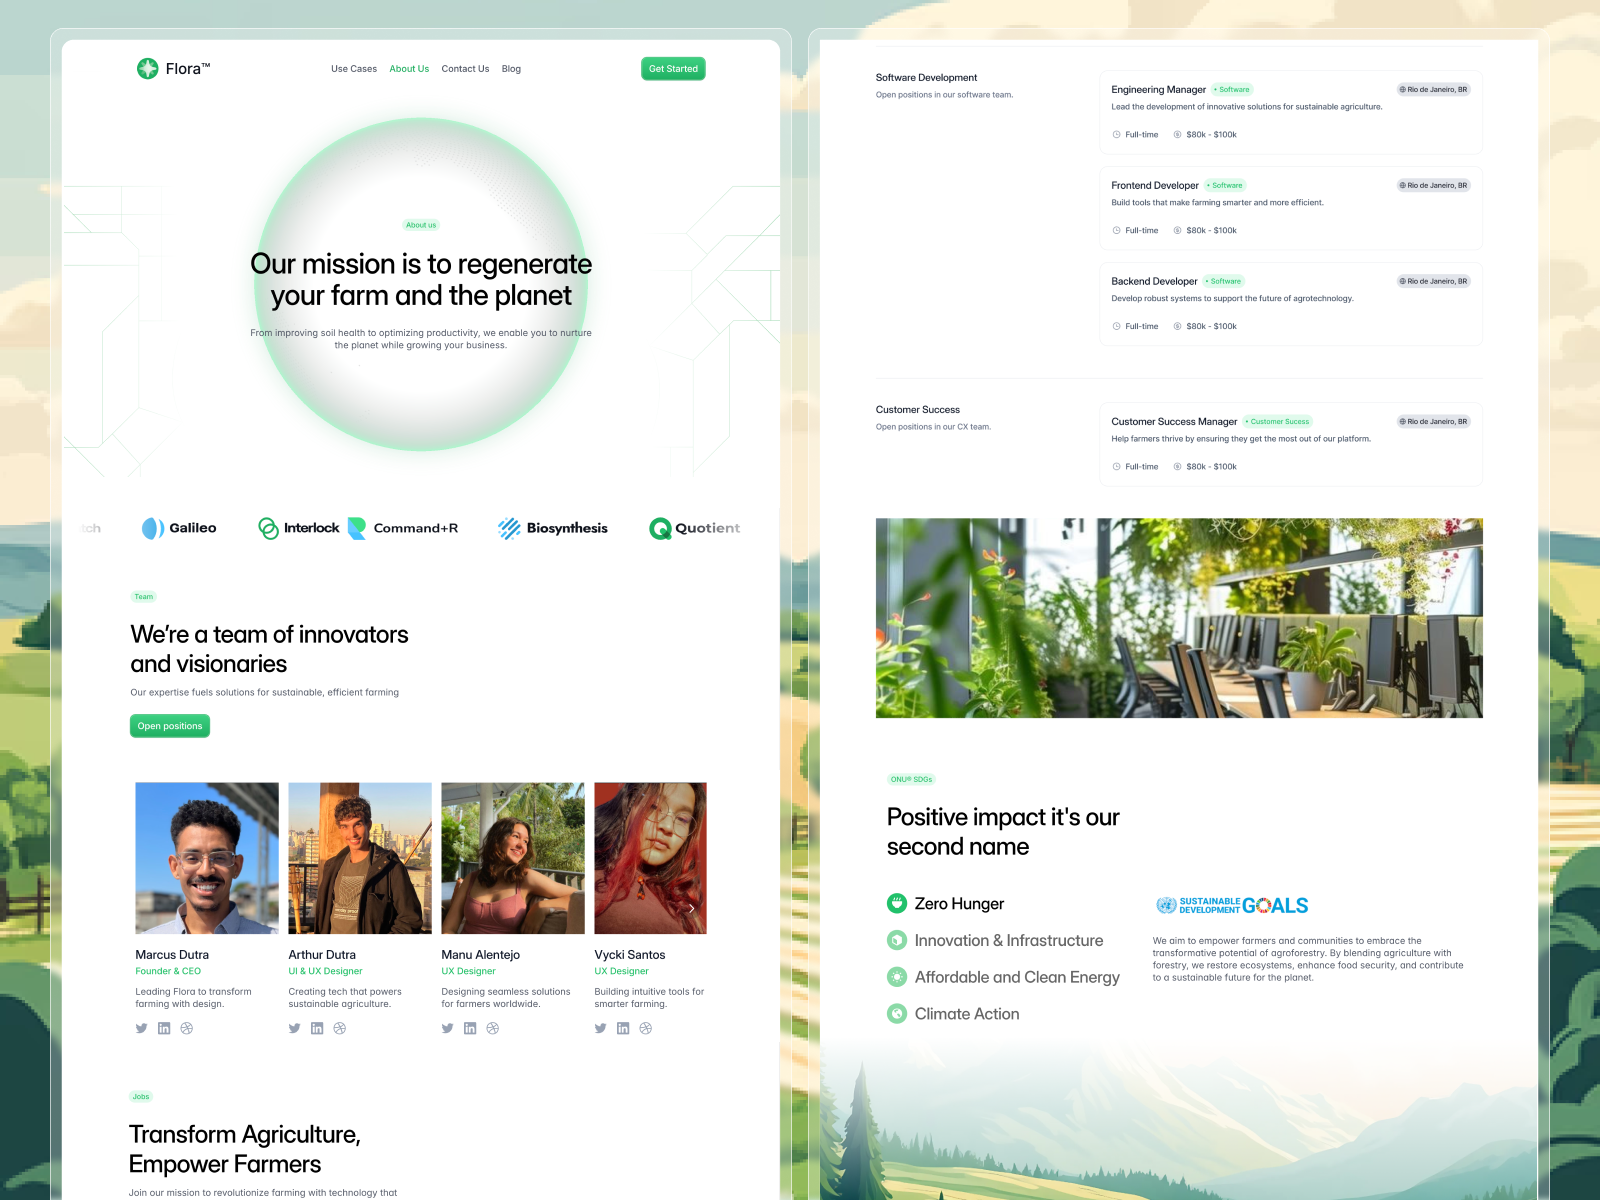 Flora™
Use Cases
About Us
Contact Us
Blog
Get Started
About us
Our mission is to regenerate
your farm and the planet
From improving soil health to optimizing productivity, we enable you to nurture
the planet while growing your business.
tch
Galileo
Interlock
Command+R
Biosynthesis
Quotient
Team
We're a team of innovators
and visionaries
Our expertise fuels solutions for sustainable, efficient farming
Open positions
Marcus Dutra
Founder & CEO
Leading Flora to transform
farming with design.
Arthur Dutra
UI & UX Designer
Creating tech that powers
sustainable agriculture.
Manu Alentejo
UX Designer
Designing seamless solutions
for farmers worldwide.
Vycki Santos
UX Designer
Building intuitive tools for
smarter farming.
Jobs
Transform Agriculture,
Empower Farmers
Join our mission to revolutionize farming with technology that
Software Development
Open positions in our software team.
Engineering Manager
• Software
Rio de Janeiro, BR
Lead the development of innovative solutions for sustainable agriculture.
Full-time
$80k - $100k
Frontend Developer
• Software
Rio de Janeiro, BR
Build tools that make farming smarter and more efficient.
Full-time
$80k - $100k
Backend Developer
• Software
Rio de Janeiro, BR
Develop robust systems to support the future of agrotechnology.
Full-time
$80k - $100k
Customer Success
Open positions in our CX team.
Customer Success Manager
• Customer Sucess
Rio de Janeiro, BR
Help farmers thrive by ensuring they get the most out of our platform.
Full-time
$80k - $100k
ONU® SDGs
Positive impact it's our
second name
Zero Hunger
Innovation & Infrastructure
Affordable and Clean Energy
Climate Action
SUSTAINABLE
DEVELOPMENT GOALS
We aim to empower farmers and communities to embrace the
transformative potential of agroforestry. By blending agriculture with
forestry, we restore ecosystems, enhance food security, and contribute
to a sustainable future for the planet.